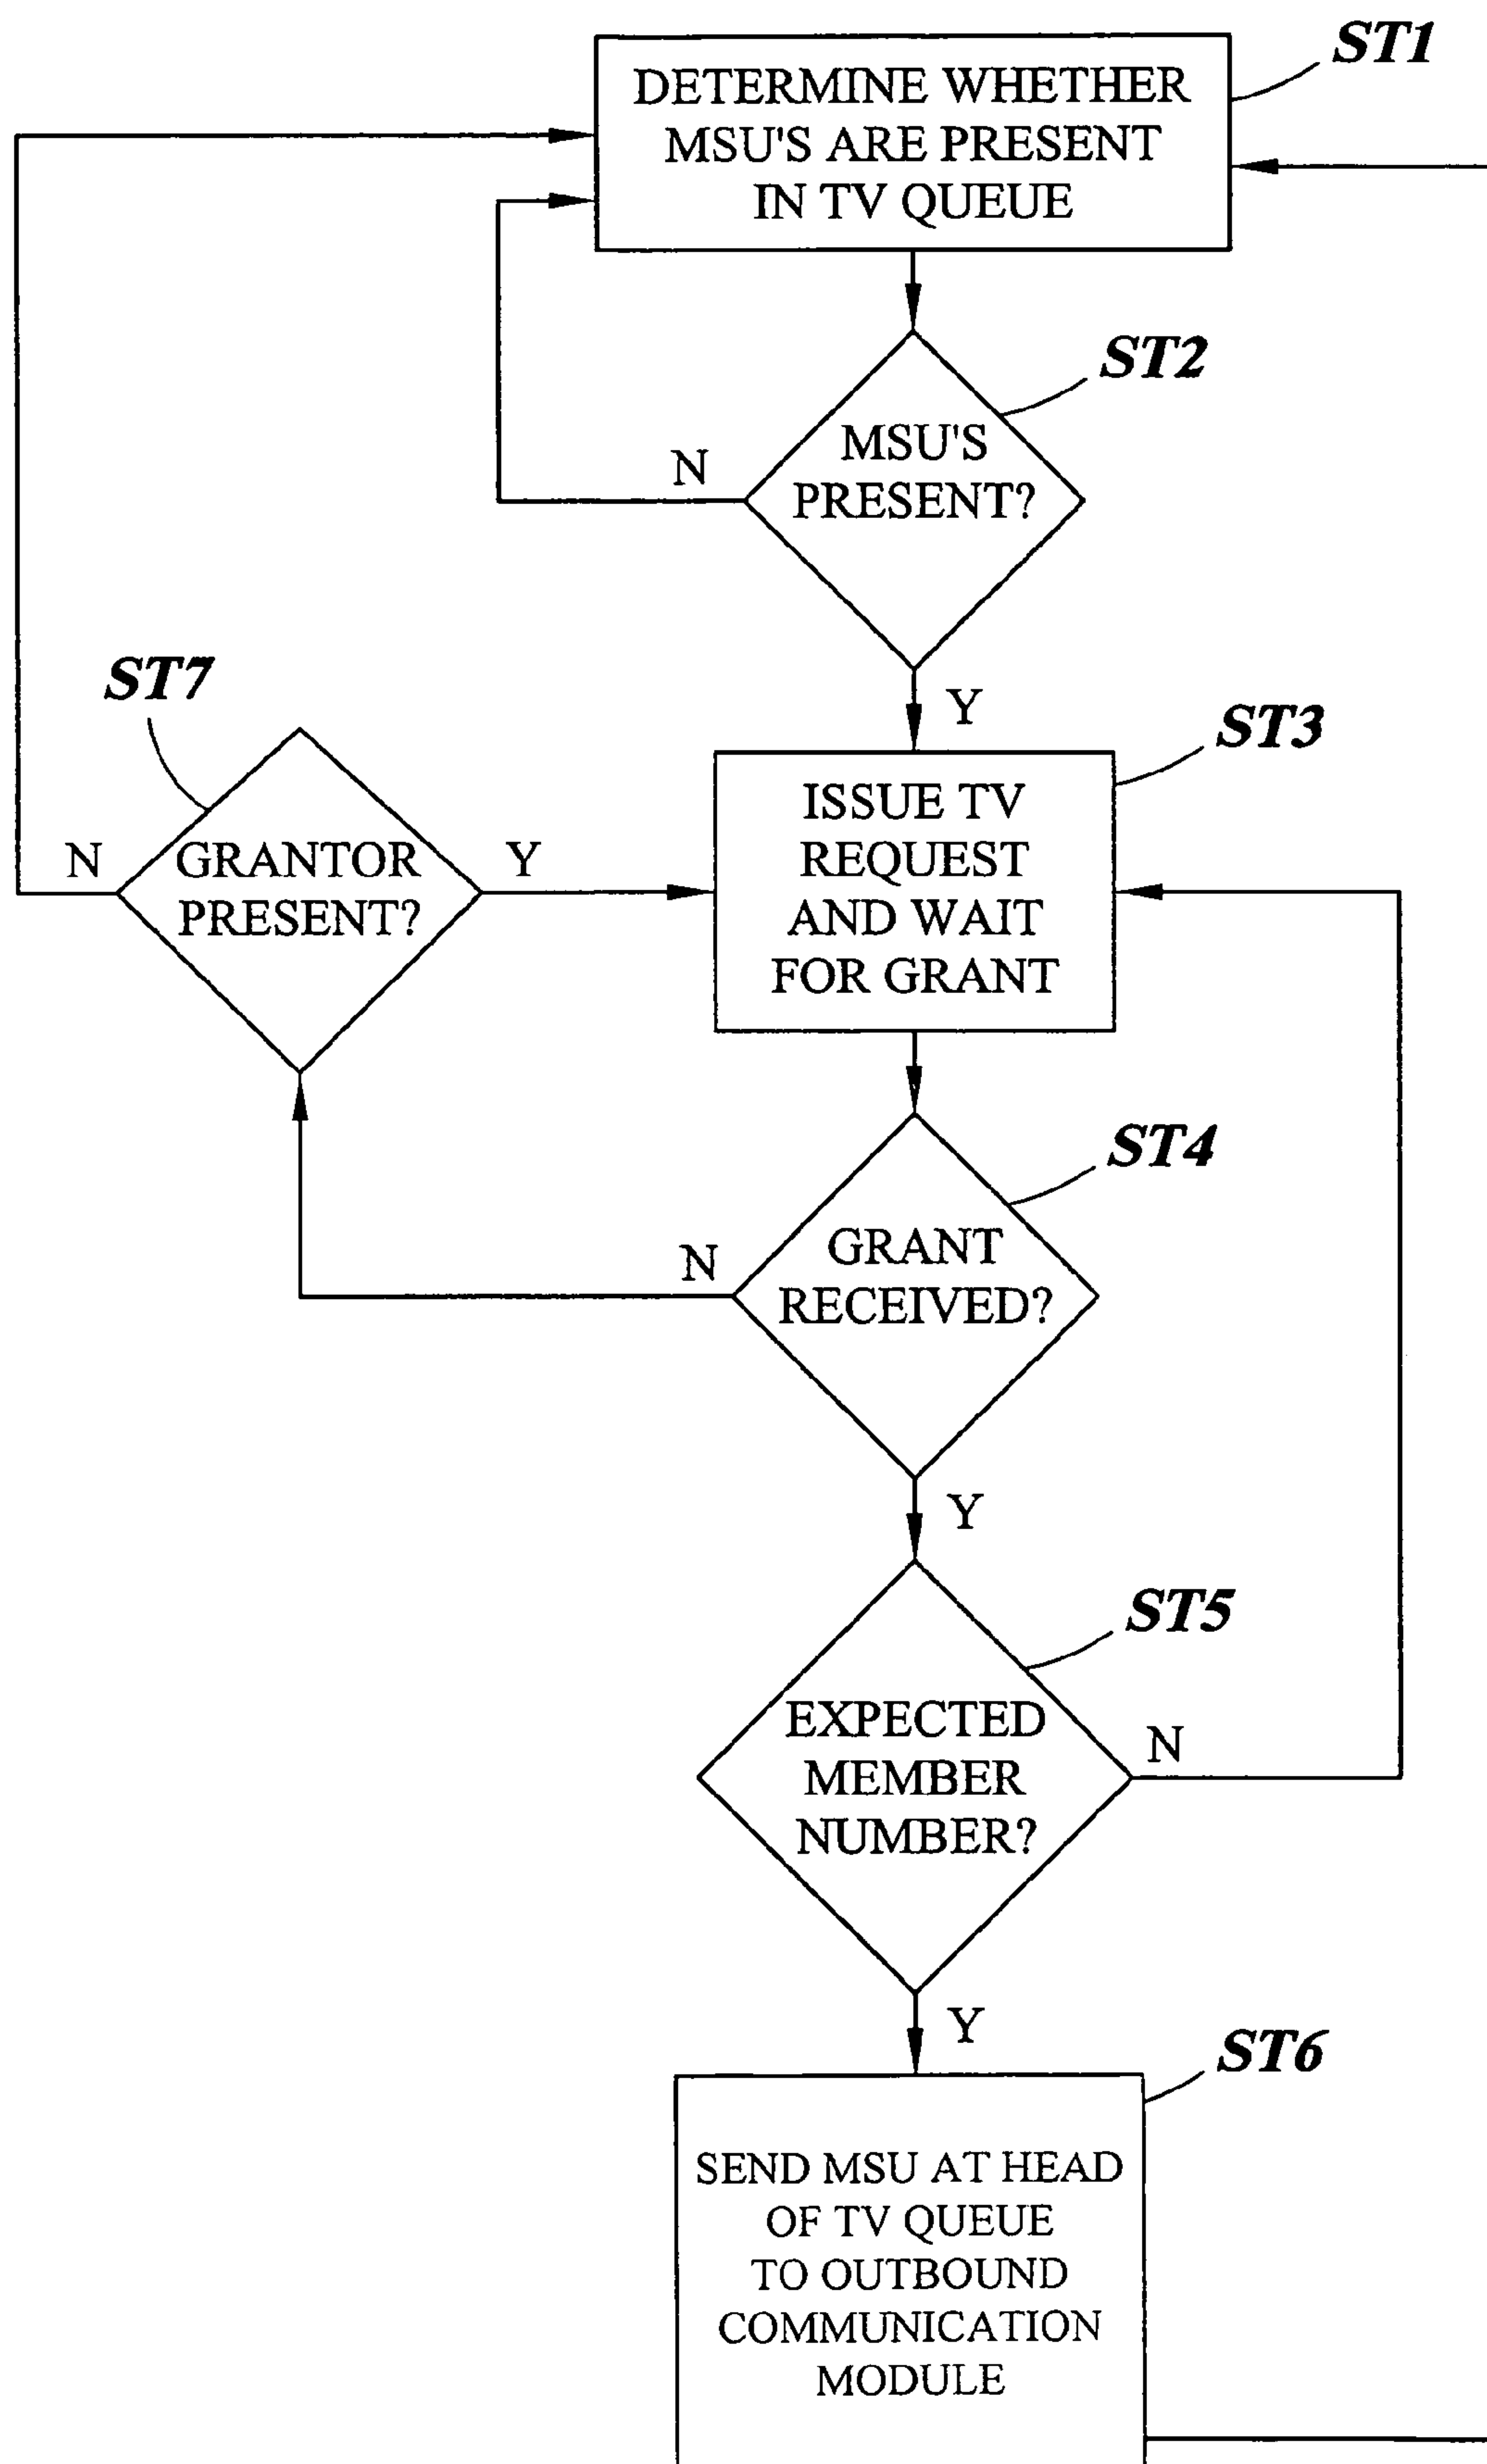 ST1
DETERMINE WHETHER
MSU'S ARE PRESENT
IN TV QUEUE
ST2
MSU'S
PRESENT?
N
Y
ST7
GRANTOR
PRESENT?
N
Y
ST3
ISSUE TV
REQUEST
AND WAIT
FOR GRANT
ST4
GRANT
RECEIVED?
N
Y
ST5
EXPECTED
MEMBER
NUMBER?
N
Y
ST6
SEND MSU AT HEAD
OF TV QUEUE
TO OUTBOUND
COMMUNICATION
MODULE